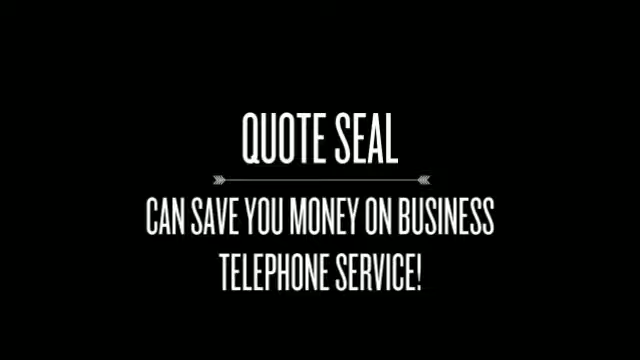 QUOTE SEAL
CAN SAVE YOU MONEY ON BUSINESS
TELEPHONE SERVICE!